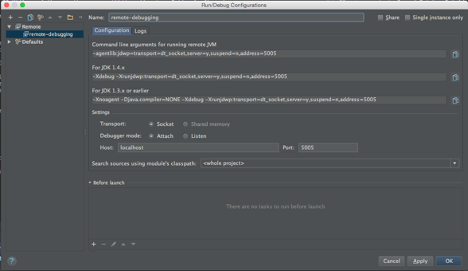 Run/Debug Configurations
Name: remote-debugging
Share
Single instance only
Remote
remote-debugging
Defaults
Configuration Logs
Command line arguments for running remote JVM
-agentlib:jdwp=transport=dt_socket,server=y,suspend=n,address=5005
For JDK 1.4.x
-Xdebug -Xrunjdwp:transport=dt_socket,server=y,suspend=n,address=5005
For JDK 1.3.x or earlier
-Xnoagent -Djava.compiler=NONE -Xdebug -Xrunjdwp:transport=dt_socket,server=y,suspend=n,address=5005
Settings
Transport: Socket Shared memory
Debugger mode: Attach Listen
Host: localhost Port: 5005
Search sources using module's classpath: <whole project>
Before launch
There are no tasks to run before launch
? Cancel Apply OK